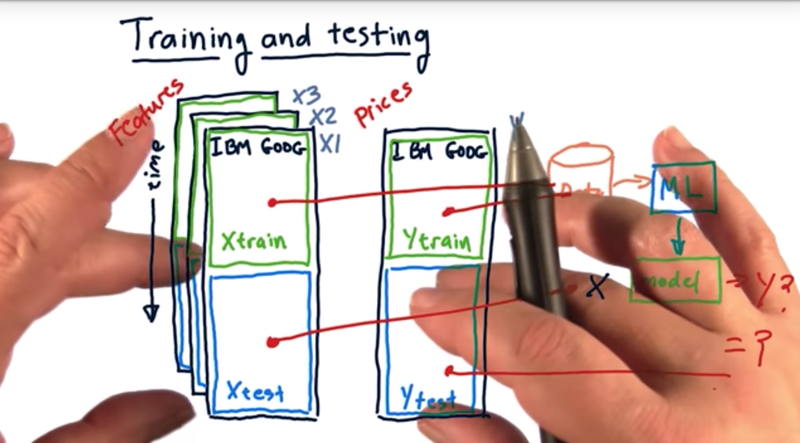 Training and testing
Features
Prices
X3
X2
X1
time
IBM GOOG
IBM GOOG
Xtrain
Ytrain
ML
X
model
Y?
= ?
Xtest
Ytest